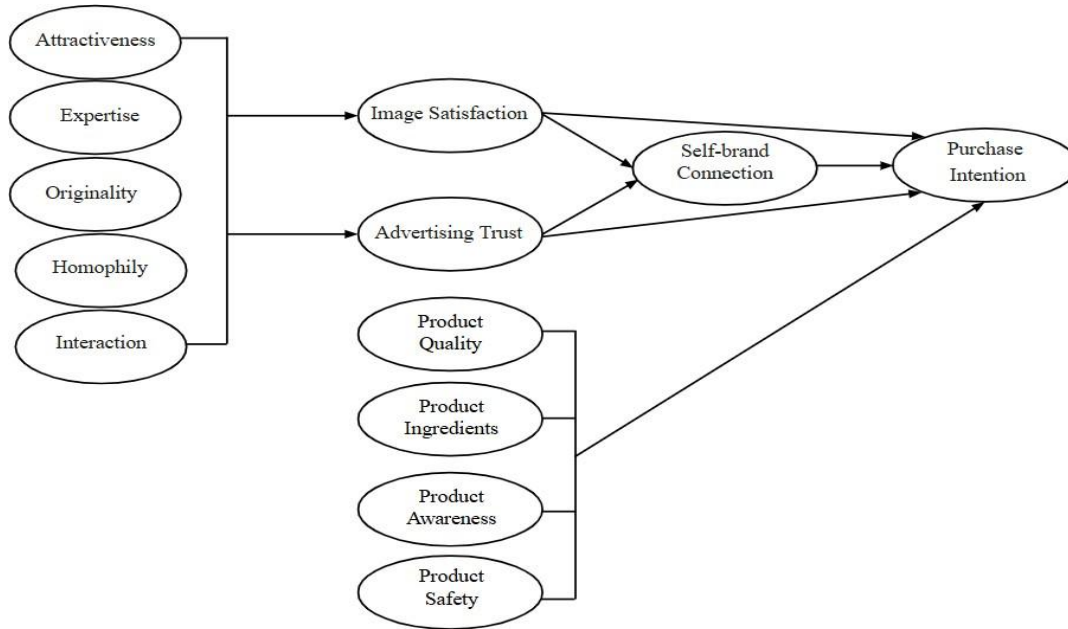 Attractiveness
Expertise
Originality
Homophily
Interaction
Image Satisfaction
Advertising Trust
Self-brand
Connection
Purchase
Intention
Product
Quality
Product
Ingredients
Product
Awareness
Product
Safety